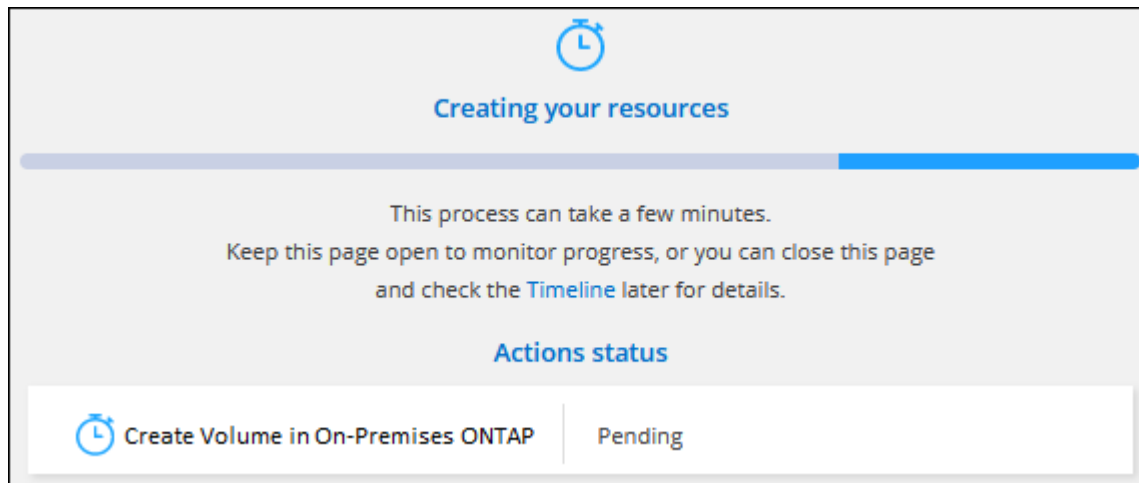 Creating your resources
This process can take a few minutes.
Keep this page open to monitor progress, or you can close this page
and check the Timeline later for details.
Actions status
Create Volume in On-Premises ONTAP Pending